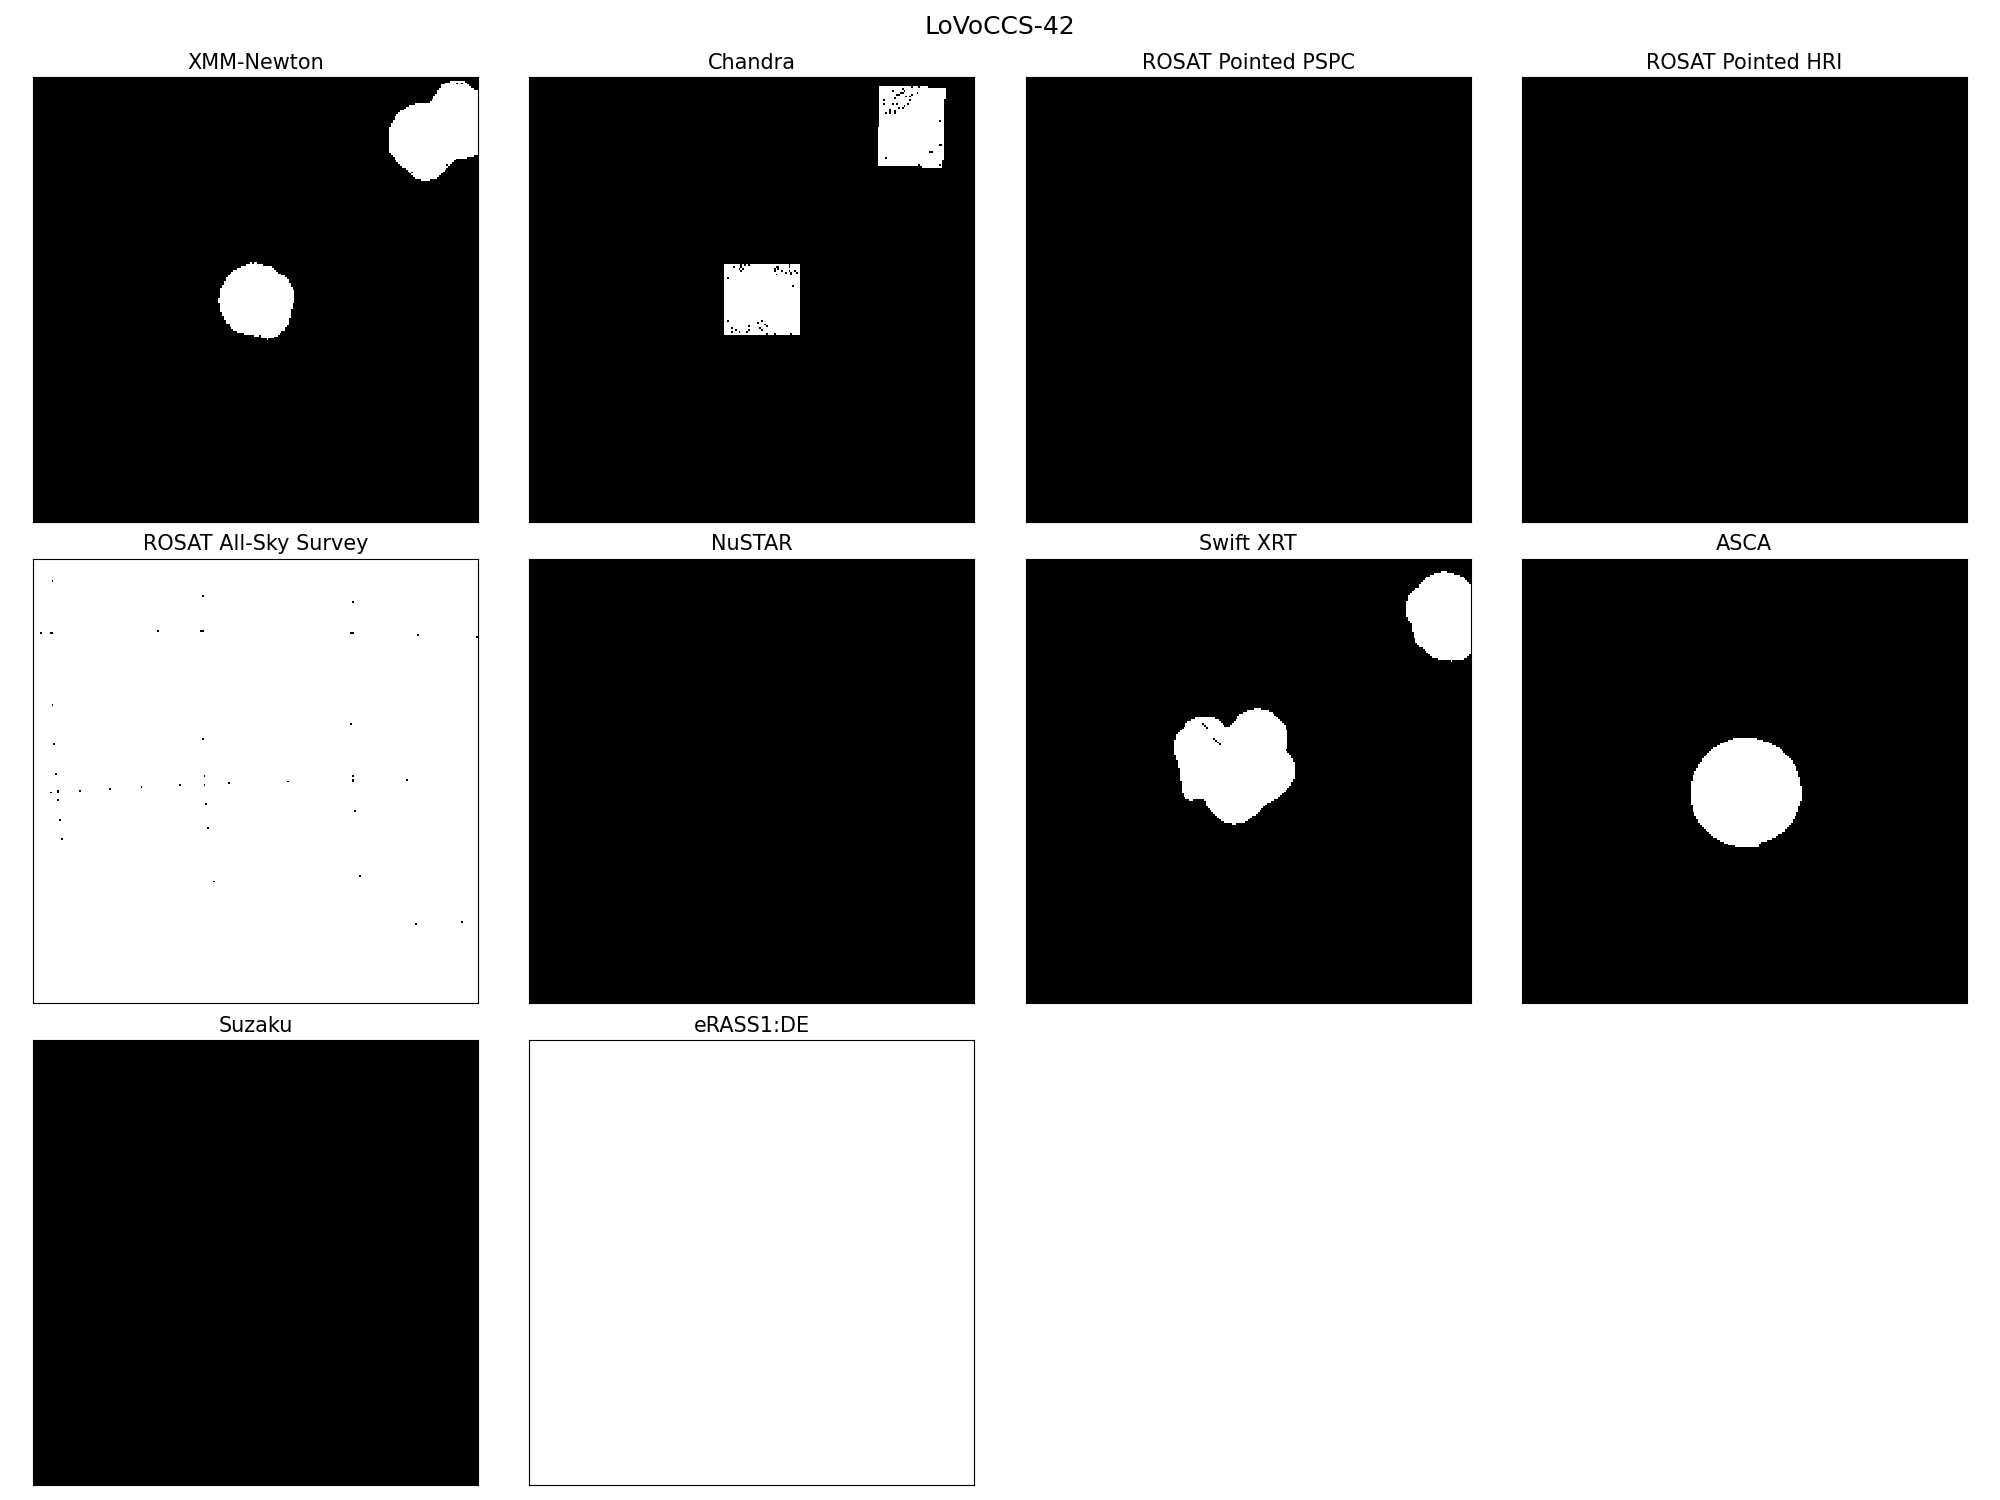 LoVoCCS-42
XMM-Newton
Chandra
ROSAT Pointed PSPC
ROSAT Pointed HRI
ROSAT All-Sky Survey
NuSTAR
Swift XRT
ASCA
Suzaku
eRASS1:DE